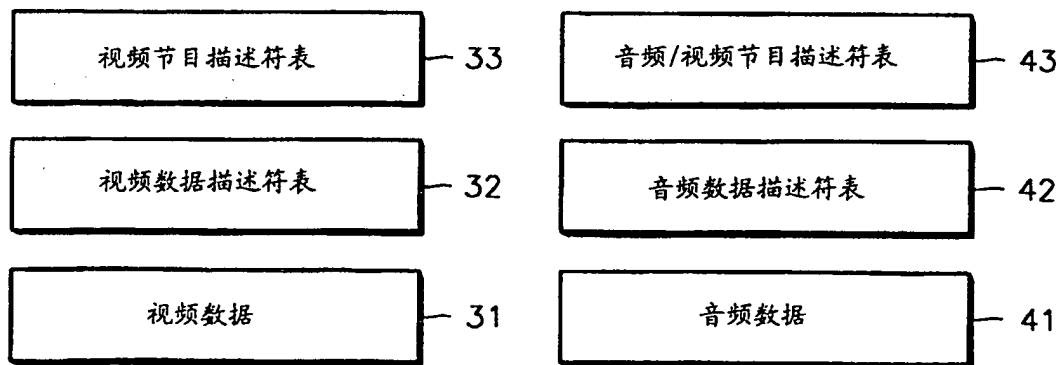 视频节目描述符表 33
音频/视频节目描述符表 43
视频数据描述符表 32
音频数据描述符表 42
视频数据 31
音频数据 41